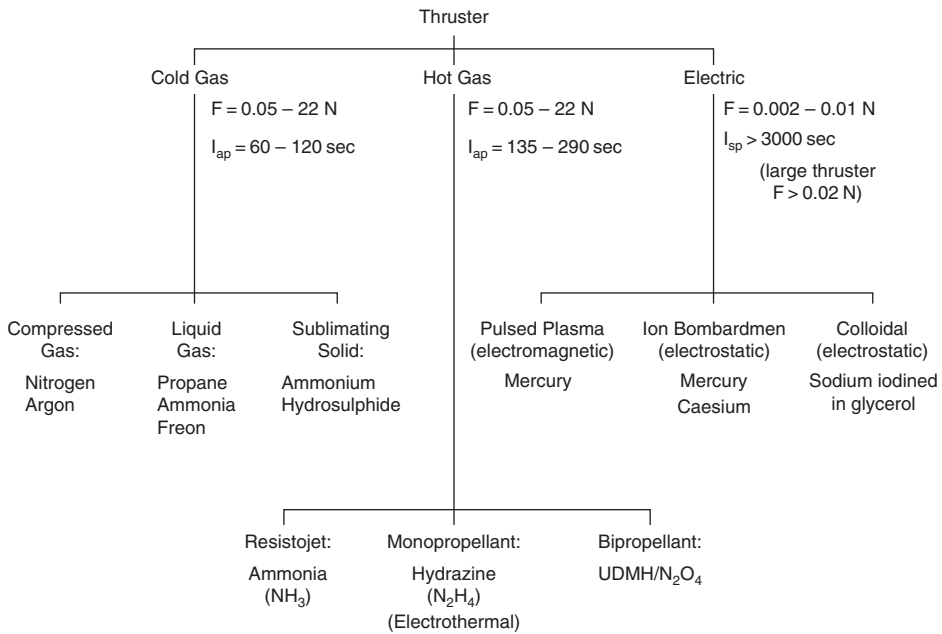 Thruster
Cold Gas
F = 0.05 – 22 N
I_ap = 60 – 120 sec
Hot Gas
F = 0.05 – 22 N
I_ap = 135 – 290 sec
Electric
F = 0.002 – 0.01 N
I_sp > 3000 sec
(large thruster
F > 0.02 N)
Compressed
Gas:
Nitrogen
Argon
Liquid
Gas:
Propane
Ammonia
Freon
Sublimating
Solid:
Ammonium
Hydrosulphide
Pulsed Plasma
(electromagnetic)
Mercury
Ion Bombardmen
(electrostatic)
Mercury
Caesium
Colloidal
(electrostatic)
Sodium iodined
in glycerol
Resistojet:
Ammonia
(NH₃)
Monopropellant:
Hydrazine
(N₂H₄)
(Electrothermal)
Bipropellant:
UDMH/N₂O₄